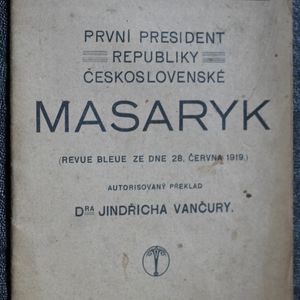 PRVNÍ PRESIDENT
REPUBLIKY
ČESKOSLOVENSKÉ
MASARYK
(REVUE BLEUE ZE DNE 28. ČERVNA 1919.)
AUTORISOVANÝ PŘEKLAD
DRA JINDŘICHA VANČURY.